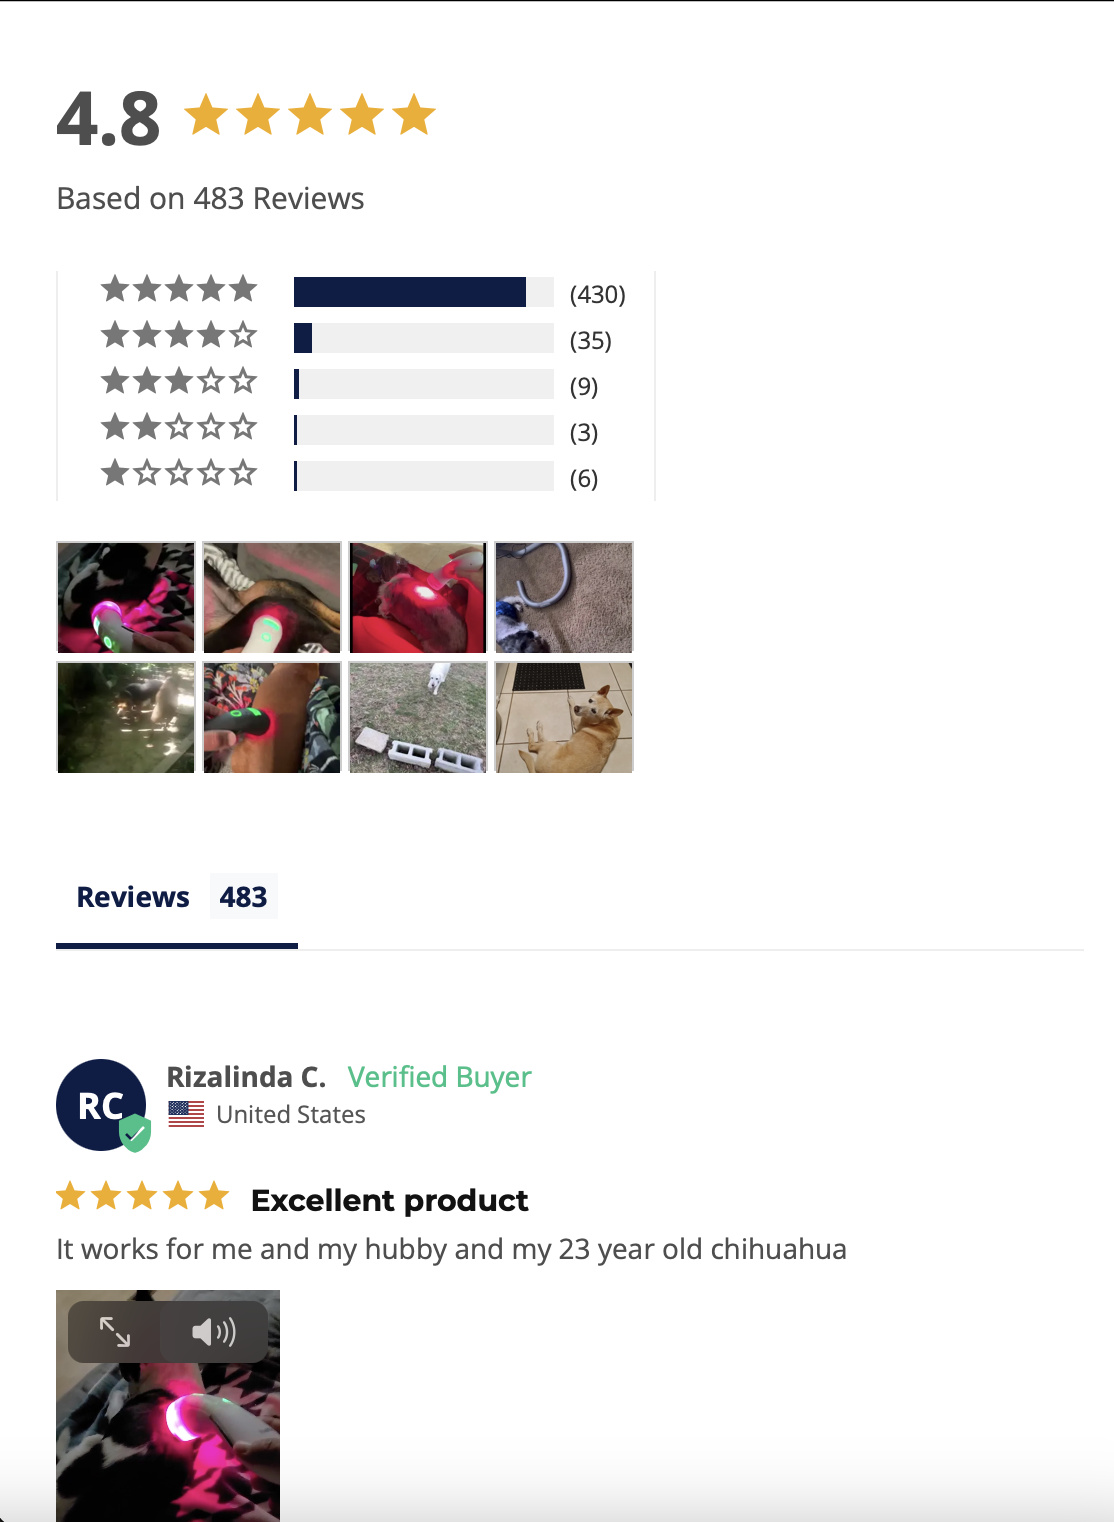 4.8
Based on 483 Reviews
(430)
(35)
(9)
(3)
(6)
Reviews 483
RC
Rizalinda C. Verified Buyer
United States
Excellent product
It works for me and my hubby and my 23 year old chihuahua